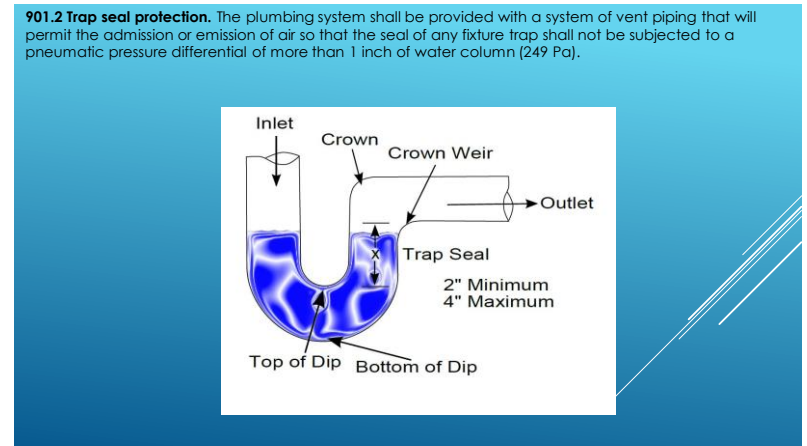 901.2 Trap seal protection. The plumbing system shall be provided with a system of vent piping that will
permit the admission or emission of air so that the seal of any fixture trap shall not be subjected to a
pneumatic pressure differential of more than 1 inch of water column (249 Pa).
Inlet
Crown
Crown Weir
Outlet
X
Trap Seal
2" Minimum
4" Maximum
Top of Dip
Bottom of Dip